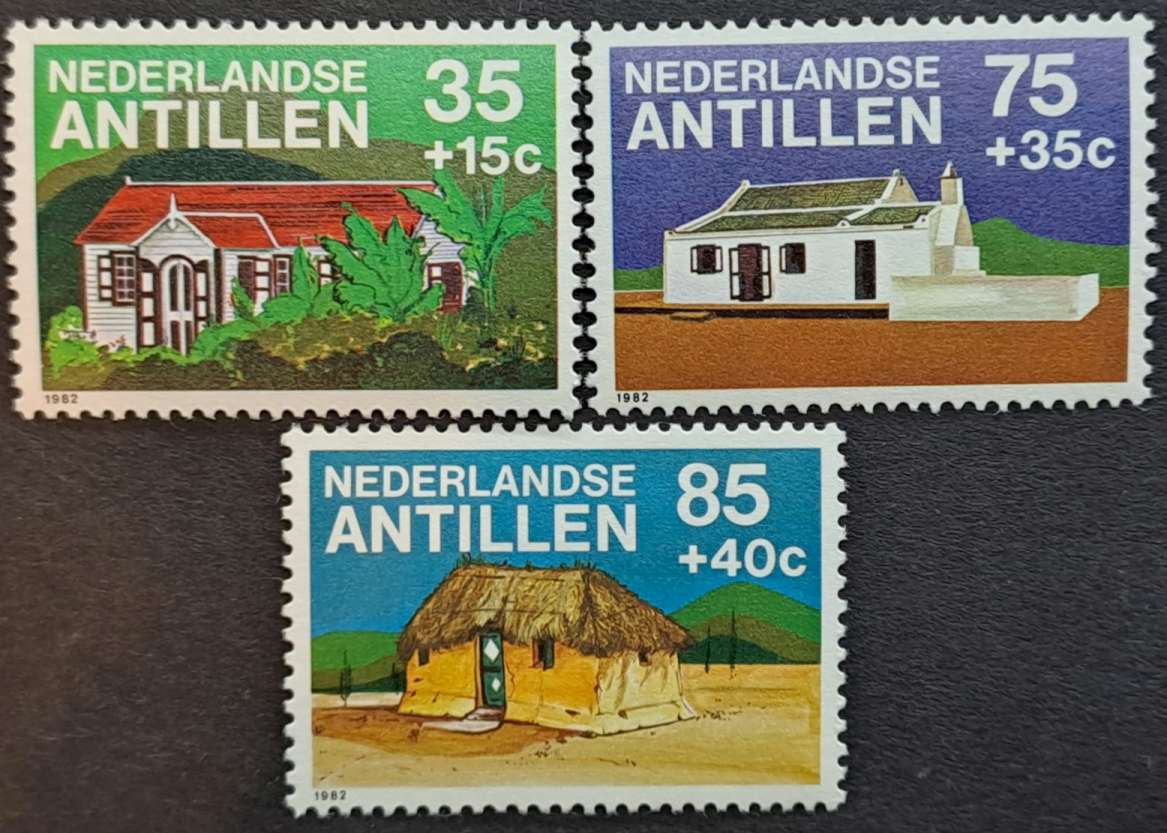 NEDERLANDSE
ANTILLEN
35
+15c
1982
NEDERLANDSE
ANTILLEN
75
+35c
1982
NEDERLANDSE
ANTILLEN
85
+40c
1982